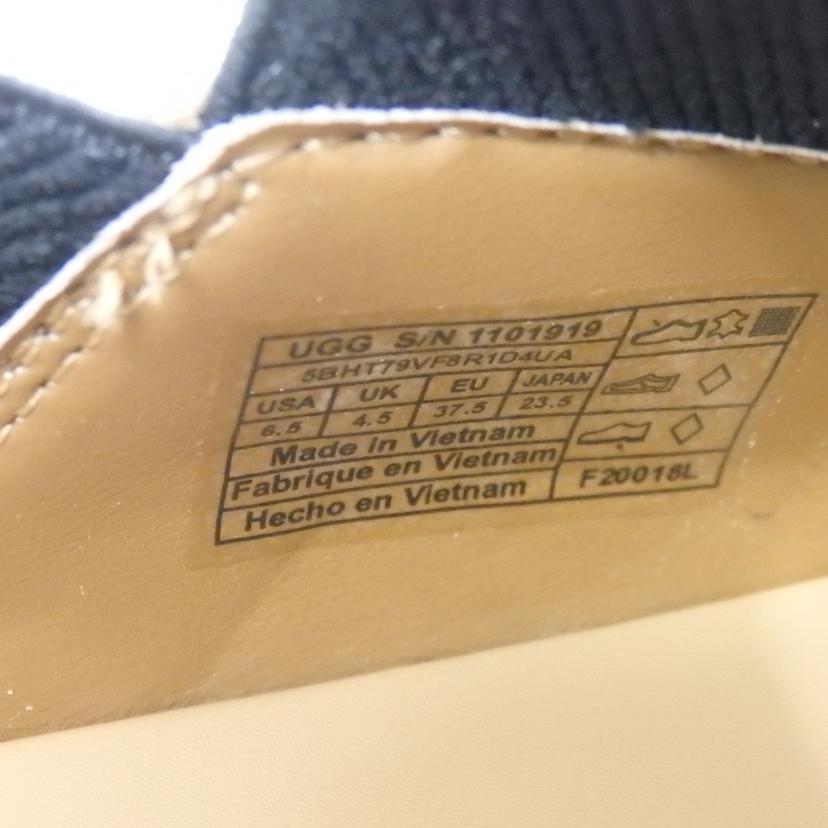 UGG S/N 1101919
5BHT79VF8R1D4UA
USA UK EU JAPAN
6.5 4.5 37.5 23.5
Made in Vietnam
Fabrique en Vietnam
Hecho en Vietnam
F20018L